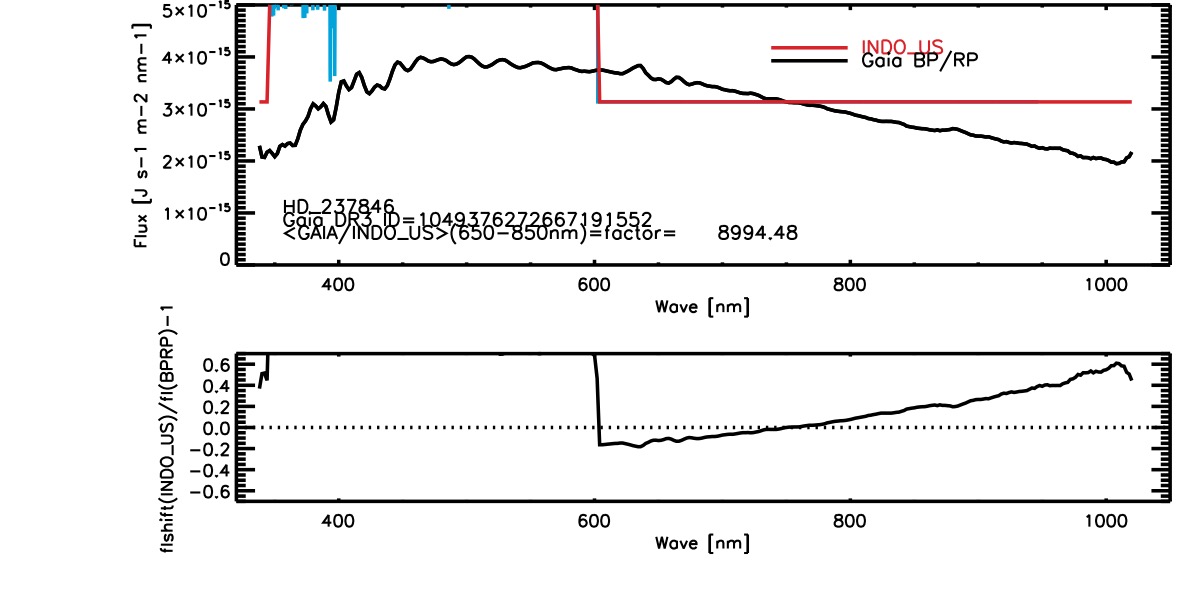 5×10-15
4×10-15
3×10-15
2×10-15
1×10-15
0
Flux [J s-1 m-2 nm-1]
INDO_US
Gaia BP/RP
HD_237846
Gaia DR3 ID=1049376272667191552
<GAIA/INDO_US>(650-850nm)=factor= 8994.48
400 600 800 1000
Wave [nm]
flshift(INDO_US)/fl(BPRP)-1
0.6
0.4
0.2
0.0
-0.2
-0.4
-0.6
400 600 800 1000
Wave [nm]